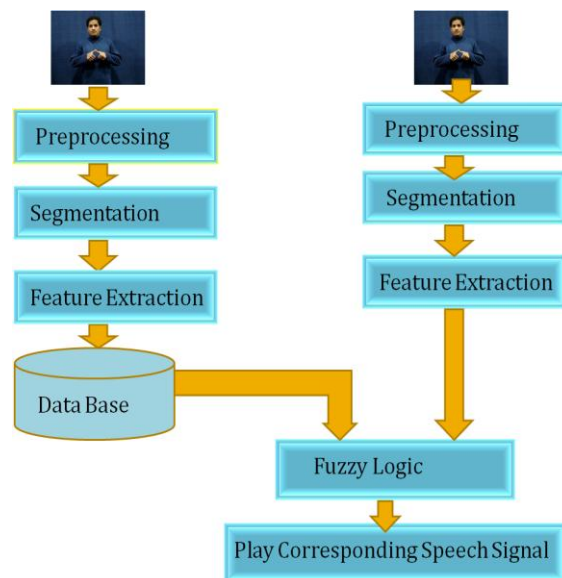 Preprocessing
Segmentation
Feature Extraction
Data Base
Preprocessing
Segmentation
Feature Extraction
Fuzzy Logic
Play Corresponding Speech Signal